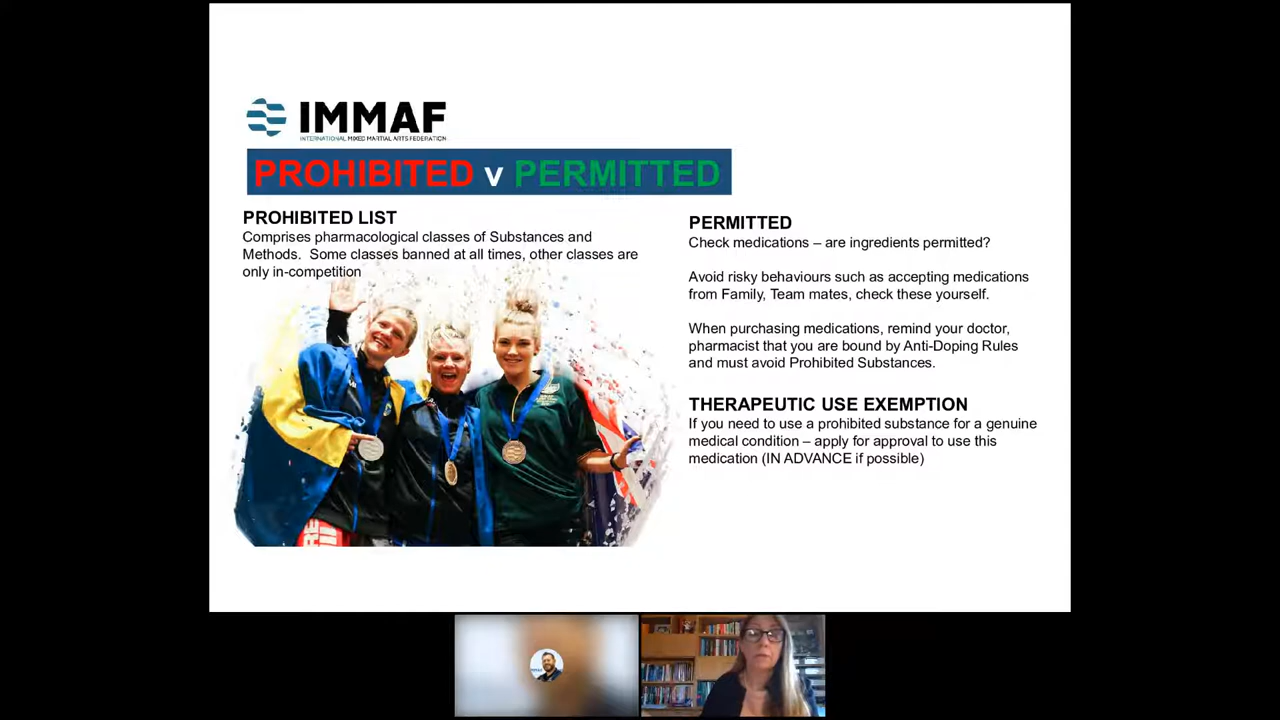 IMMAF
INTERNATIONAL MIXED MARTIAL ARTS FEDERATION
PROHIBITED v PERMITTED
PROHIBITED LIST
Comprises pharmacological classes of Substances and
Methods. Some classes banned at all times, other classes are
only in-competition
PERMITTED
Check medications – are ingredients permitted?
Avoid risky behaviours such as accepting medications
from Family, Team mates, check these yourself.
When purchasing medications, remind your doctor,
pharmacist that you are bound by Anti-Doping Rules
and must avoid Prohibited Substances.
THERAPEUTIC USE EXEMPTION
If you need to use a prohibited substance for a genuine
medical condition – apply for approval to use this
medication (IN ADVANCE if possible)